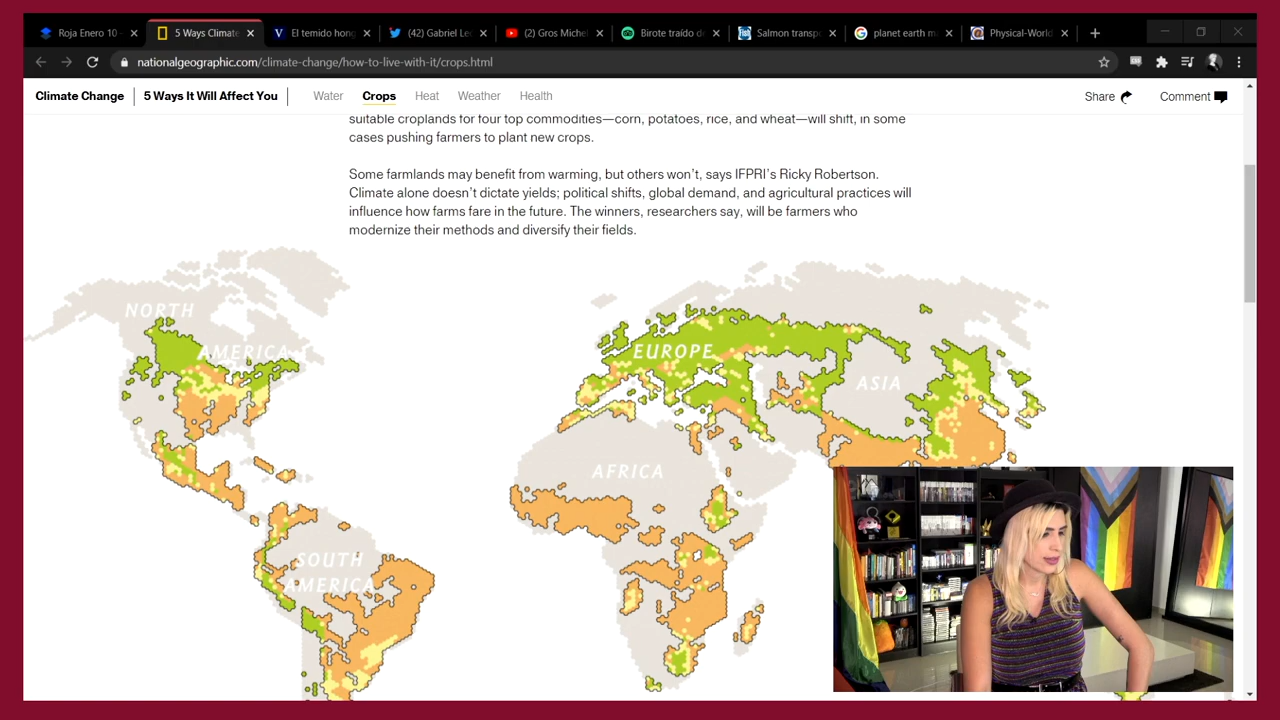 Roja Enero 10 -
5 Ways Climate
El temido hong
(42) Gabriel Le
(2) Gros Michel
Birote traído de
Salmon transpo
planet earth m
Physical-World
nationalgeographic.com/climate-change/how-to-live-with-it/crops.html
Climate Change
5 Ways It Will Affect You
Water
Crops
Heat
Weather
Health
Share
Comment
suitable croplands for four top commodities—corn, potatoes, rice, and wheat—will shift, in some
cases pushing farmers to plant new crops.
Some farmlands may benefit from warming, but others won't, says IFPRI's Ricky Robertson.
Climate alone doesn't dictate yields; political shifts, global demand, and agricultural practices will
influence how farms fare in the future. The winners, researchers say, will be farmers who
modernize their methods and diversify their fields.
NORTH
AMERICA
EUROPE
ASIA
AFRICA
SOUTH
AMERICA